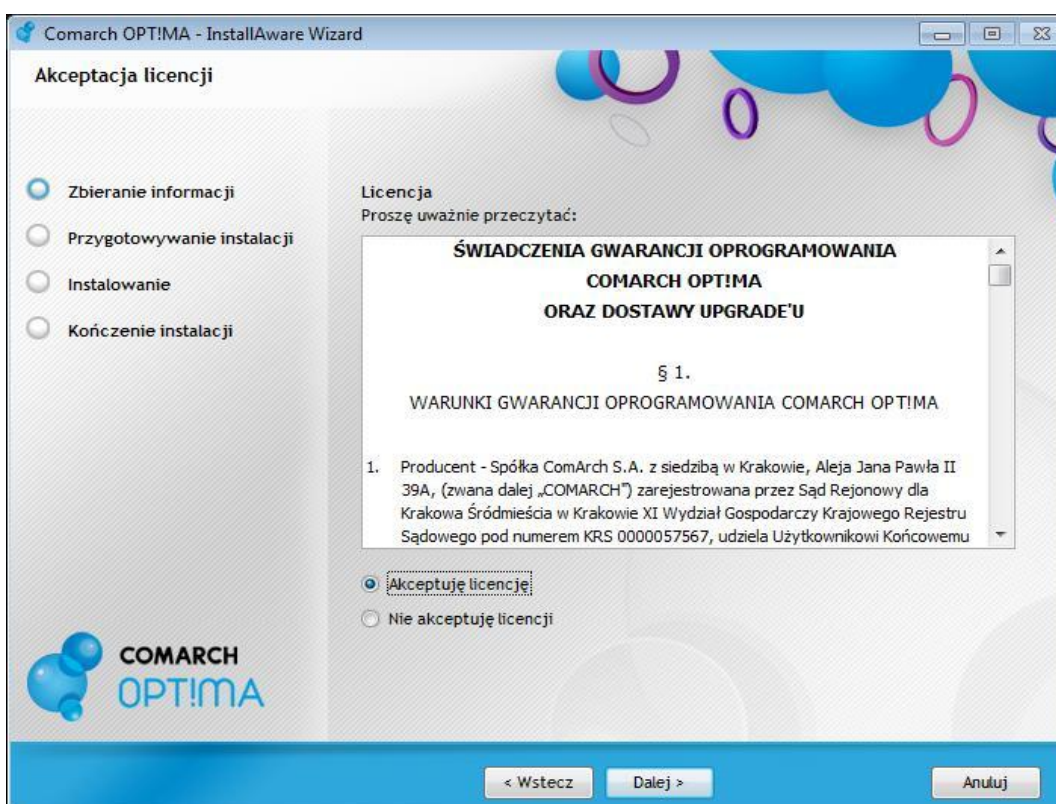 Comarch OPT!MA - InstallAware Wizard
Akceptacja licencji
Zbieranie informacji
Przygotowywanie instalacji
Instalowanie
Kończenie instalacji
Licencja
Proszę uważnie przeczytać:
ŚWIADCZENIA GWARANCJI OPROGRAMOWANIA
COMARCH OPT!MA
ORAZ DOSTAWY UPGRADE'U
§ 1.
WARUNKI GWARANCJI OPROGRAMOWANIA COMARCH OPT!MA
1. Producent - Spółka ComArch S.A. z siedzibą w Krakowie, Aleja Jana Pawła II
39A, (zwana dalej „COMARCH") zarejestrowana przez Sąd Rejonowy dla
Krakowa Śródmieścia w Krakowie XI Wydział Gospodarczy Krajowego Rejestru
Sądowego pod numerem KRS 0000057567, udziela Użytkownikowi Końcowemu
Akceptuję licencję
Nie akceptuję licencji
COMARCH
OPT!MA
< Wstecz
Dalej >
Anuluj